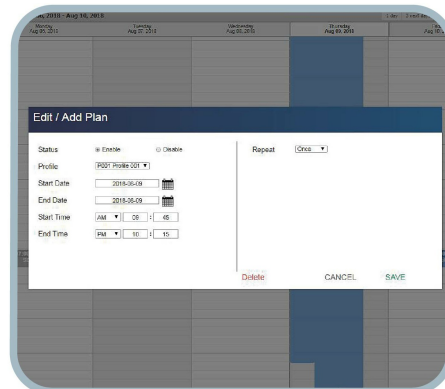 2018 - Aug 10, 2018
Monday
Tuesday
Wednesday
Thursday
Aug 07, 2018
Aug 08, 2018
Aug 09, 2018
Edit / Add Plan
Status
Enable
Disable
Repeat
Once
Profile
P001 Profile 001
Start Date
2018-08-09
End Date
2018-08-09
Start Time
AM
09
:
45
End Time
PM
10
:
15
Delete
CANCEL
SAVE